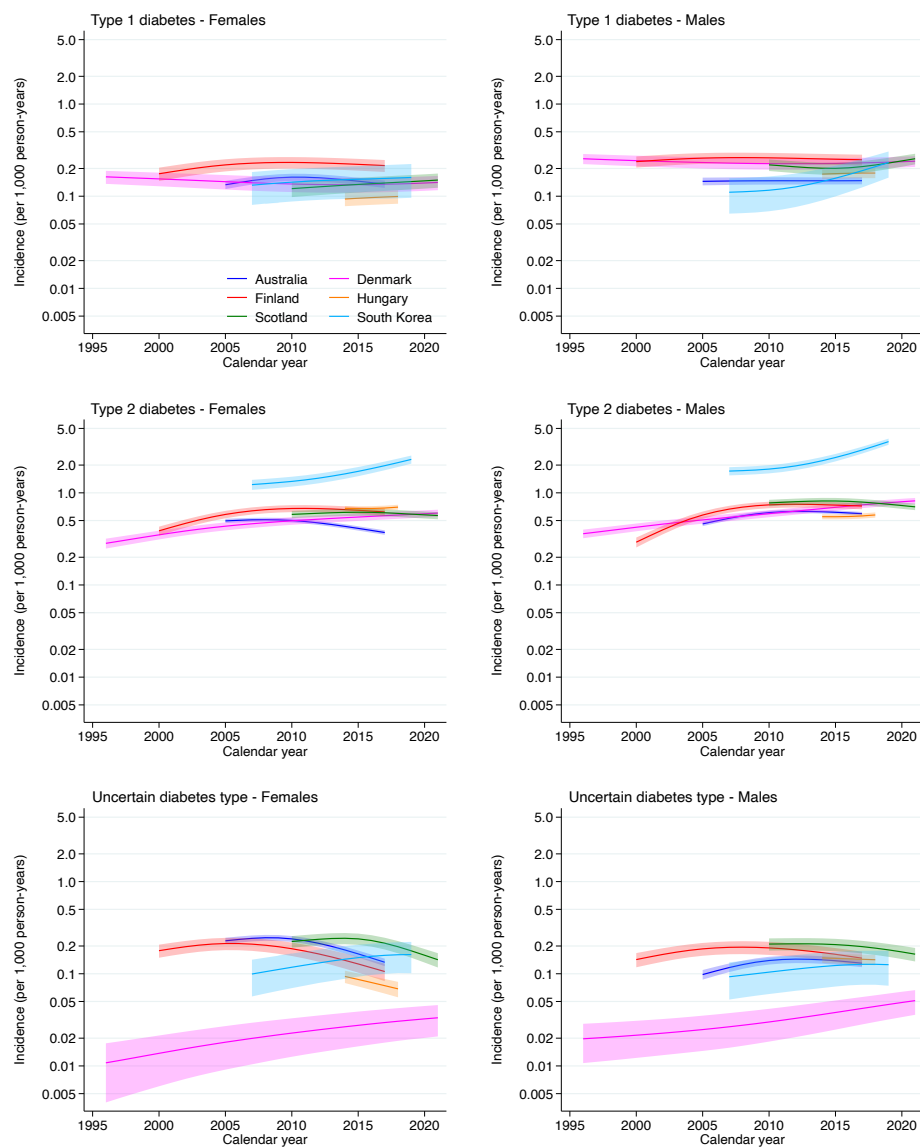 Type 1 diabetes - Females
Incidence (per 1,000 person-years)
5.0
2.0
1.0
0.5
0.2
0.1
0.05
0.02
0.01
0.005
Australia
Finland
Scotland
Denmark
Hungary
South Korea
1995 2000 2005 2010 2015 2020
Calendar year
Type 1 diabetes - Males
Incidence (per 1,000 person-years)
5.0
2.0
1.0
0.5
0.2
0.1
0.05
0.02
0.01
0.005
1995 2000 2005 2010 2015 2020
Calendar year
Type 2 diabetes - Females
Incidence (per 1,000 person-years)
5.0
2.0
1.0
0.5
0.2
0.1
0.05
0.02
0.01
0.005
1995 2000 2005 2010 2015 2020
Calendar year
Type 2 diabetes - Males
Incidence (per 1,000 person-years)
5.0
2.0
1.0
0.5
0.2
0.1
0.05
0.02
0.01
0.005
1995 2000 2005 2010 2015 2020
Calendar year
Uncertain diabetes type - Females
Incidence (per 1,000 person-years)
5.0
2.0
1.0
0.5
0.2
0.1
0.05
0.02
0.01
0.005
1995 2000 2005 2010 2015 2020
Calendar year
Uncertain diabetes type - Males
Incidence (per 1,000 person-years)
5.0
2.0
1.0
0.5
0.2
0.1
0.05
0.02
0.01
0.005
1995 2000 2005 2010 2015 2020
Calendar year